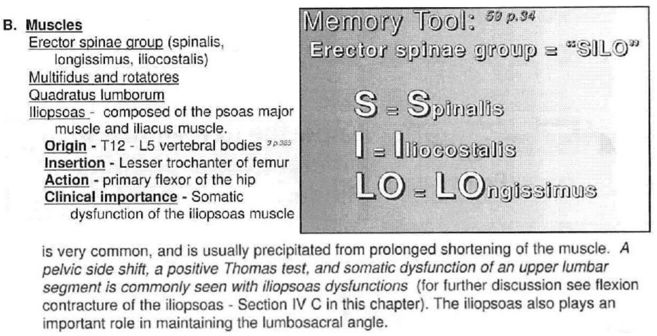 B. Muscles
Erector spinae group (spinalis,
longissimus, iliocostalis)
Multifidus and rotatores
Quadratus lumborum
Iliopsoas - composed of the psoas major
muscle and iliacus muscle.
Origin - T12 - L5 vertebral bodies
Insertion - Lesser trochanter of femur
Action - primary flexor of the hip
Clinical importance - Somatic
dysfunction of the iliopsoas muscle
Memory Tool: 59 p.34
Erector spinae group = “SILO”
S = Spinalis
I = Iliocostalis
LO = LOngissimus
is very common, and is usually precipitated from prolonged shortening of the muscle. A
pelvic side shift, a positive Thomas test, and somatic dysfunction of an upper lumbar
segment is commonly seen with iliopsoas dysfunctions (for further discussion see flexion
contracture of the iliopsoas - Section IV C in this chapter). The iliopsoas also plays an
important role in maintaining the lumbosacral angle.